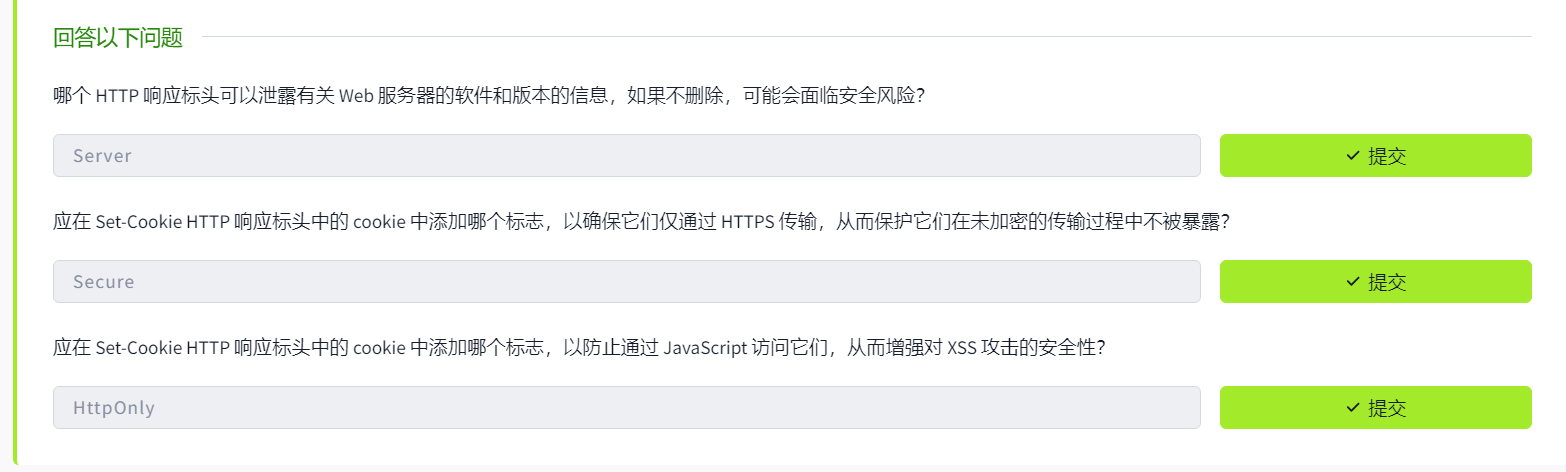 回答以下问题
哪个 HTTP 响应标头可以泄露有关 Web 服务器的软件和版本的信息，如果不删除，可能会面临安全风险？
Server
提交
应在 Set-Cookie HTTP 响应标头中的 cookie 中添加哪个标志，以确保它们仅通过 HTTPS 传输，从而保护它们在未加密的传输过程中不被暴露？
Secure
提交
应在 Set-Cookie HTTP 响应标头中的 cookie 中添加哪个标志，以防止通过 JavaScript 访问它们，从而增强对 XSS 攻击的安全性？
HttpOnly
提交